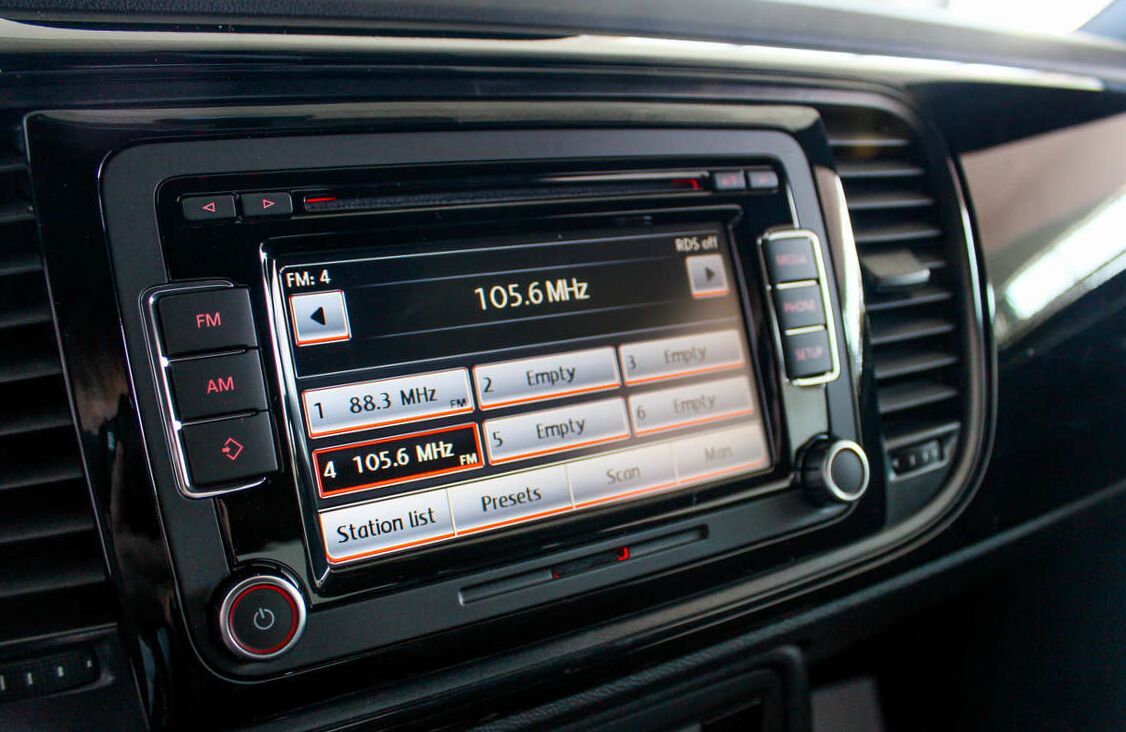 FM: 4
RDS off
105.6 MHz
1 88.3 MHz FM
2 Empty
3 Empty
4 105.6 MHz FM
5 Empty
6 Empty
Station list
Presets
Scan
Man
FM
AM
MEDIA
PHONE
SETUP